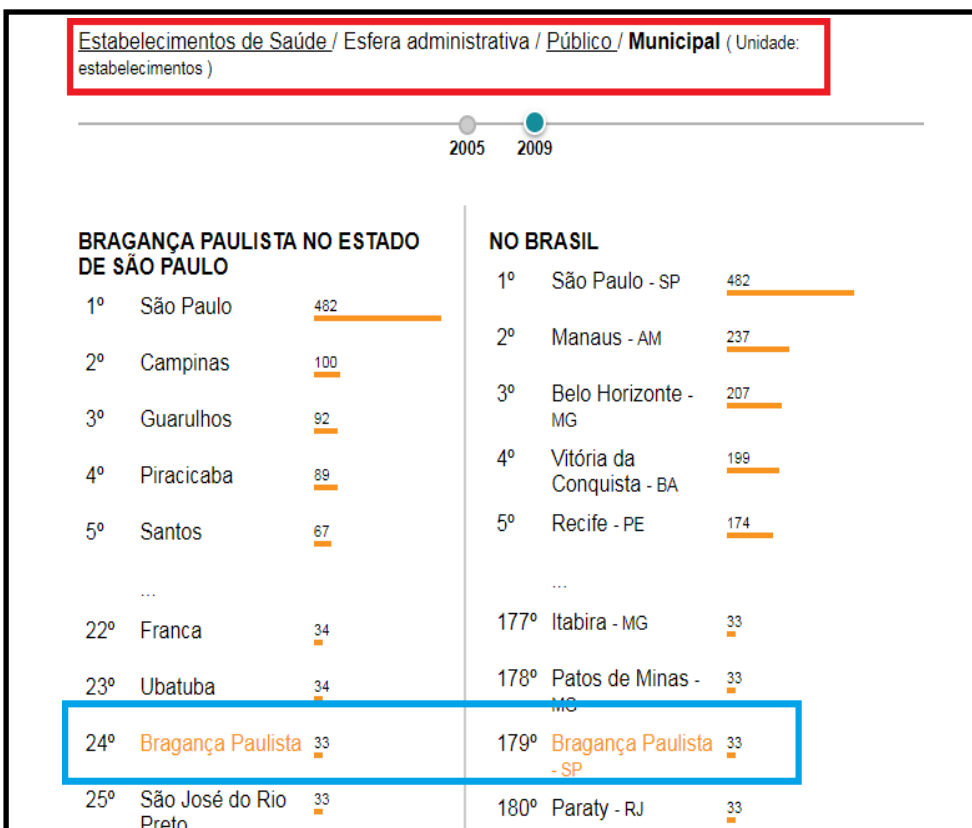 Estabelecimentos de Saúde / Esfera administrativa / Público / Municipal ( Unidade:
estabelecimentos )
2005 2009
BRAGANÇA PAULISTA NO ESTADO
DE SÃO PAULO
1º São Paulo 482
2º Campinas 100
3º Guarulhos 92
4º Piracicaba 89
5º Santos 67
...
22º Franca 34
23º Ubatuba 34
24º Bragança Paulista 33
25º São José do Rio 33
Preto
NO BRASIL
1º São Paulo - SP 482
2º Manaus - AM 237
3º Belo Horizonte - 207
MG
4º Vitória da 199
Conquista - BA
5º Recife - PE 174
...
177º Itabira - MG 33
178º Patos de Minas - 33
MG
179º Bragança Paulista 33
- SP
180º Paraty - RJ 33